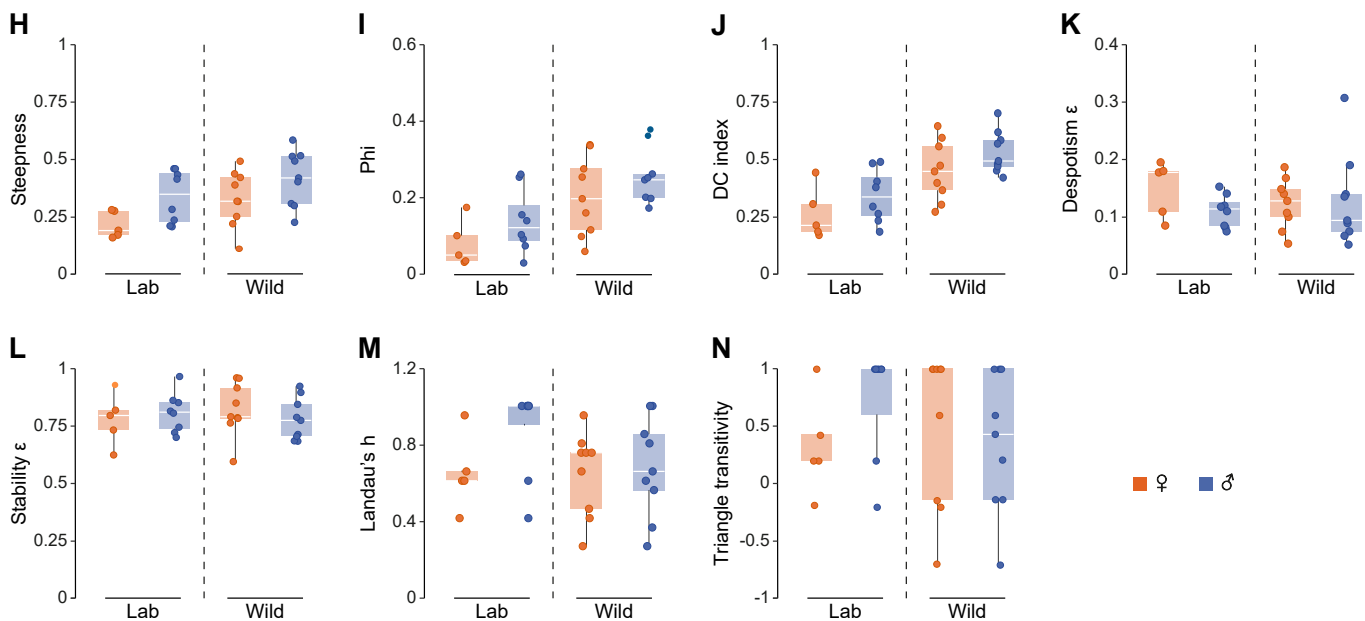 H
I
J
K
1
0.75
0.5
0.25
0
Steepness
Lab
Wild
0.6
0.4
0.2
0
Phi
Lab
Wild
1
0.75
0.5
0.25
0
DC index
Lab
Wild
0.4
0.3
0.2
0.1
0
Despotism ε
Lab
Wild
L
M
N
1
0.75
0.5
0.25
0
Stability ε
Lab
Wild
1.2
0.8
0.4
0
Landau's h
Lab
Wild
1
0.5
0
-0.5
-1
Triangle transitivity
Lab
Wild
♀ ♂